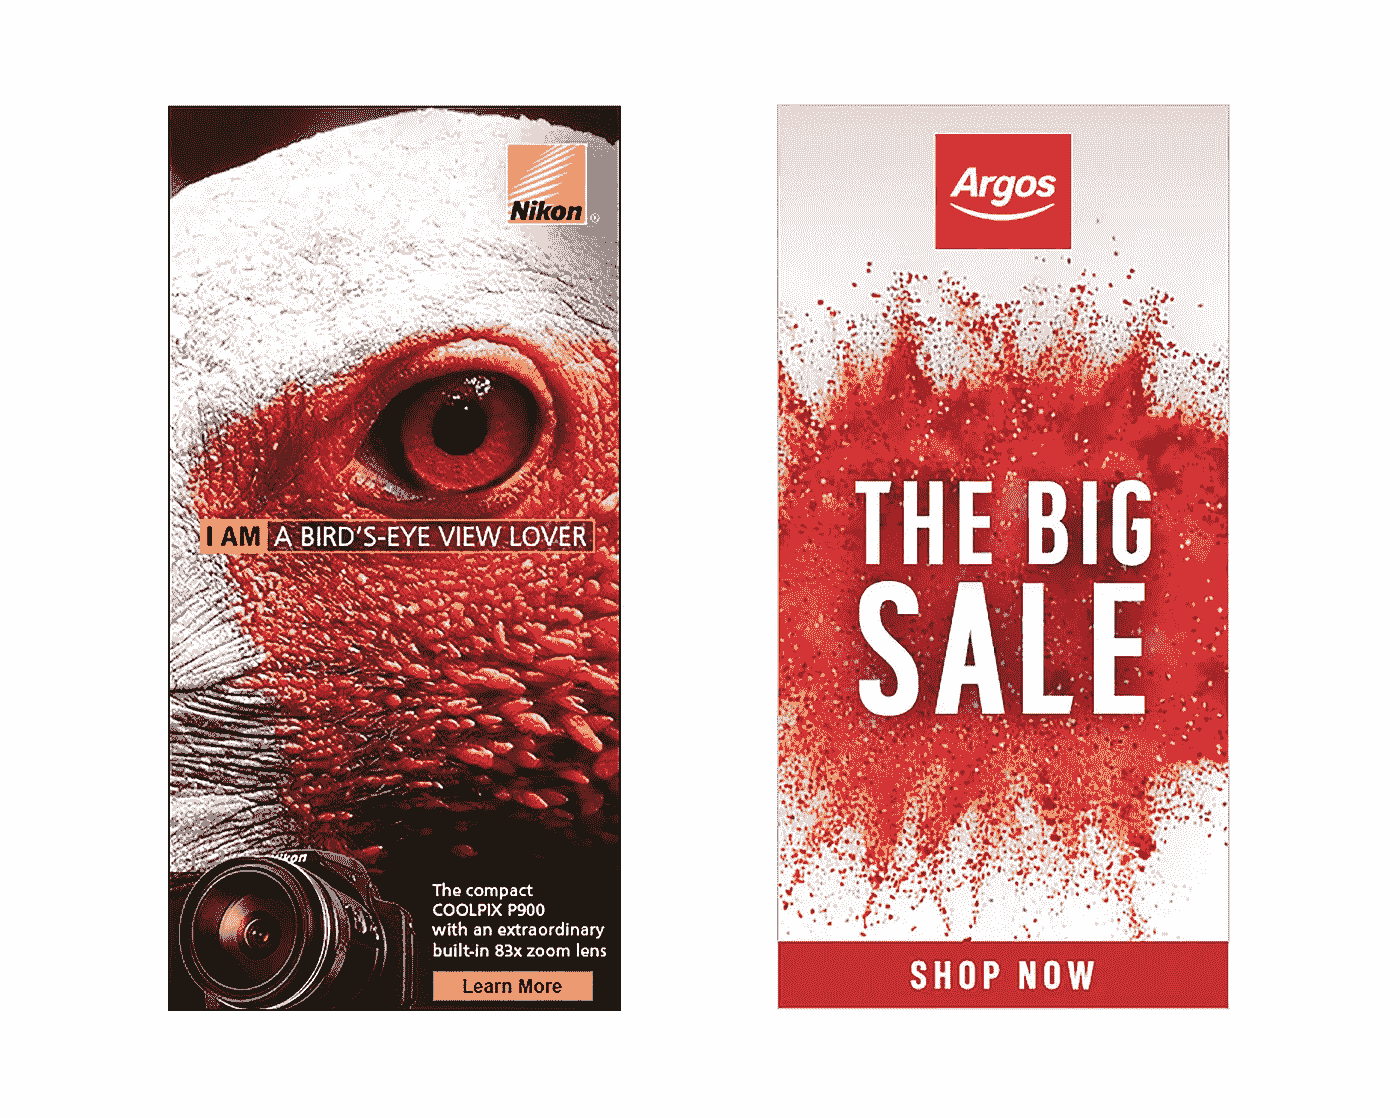 Nikon
®
I AM A BIRD'S-EYE VIEW LOVER
Nikon
The compact
COOLPIX P900
with an extraordinary
built-in 83x zoom lens
Learn More
Argos
THE BIG
SALE
SHOP NOW